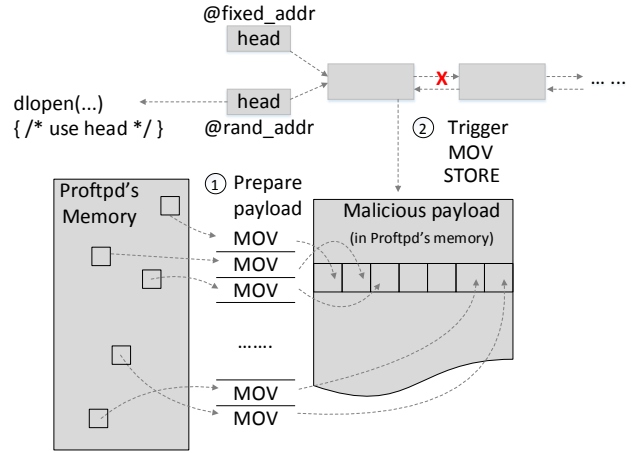 @fixed_addr
head
X
... ...
dlopen(...)
{ /* use head */ }
head
@rand_addr
② Trigger
MOV
STORE
Proftpd's
Memory
① Prepare
payload
Malicious payload
(in Proftpd's memory)
MOV
MOV
MOV
.......
MOV
MOV